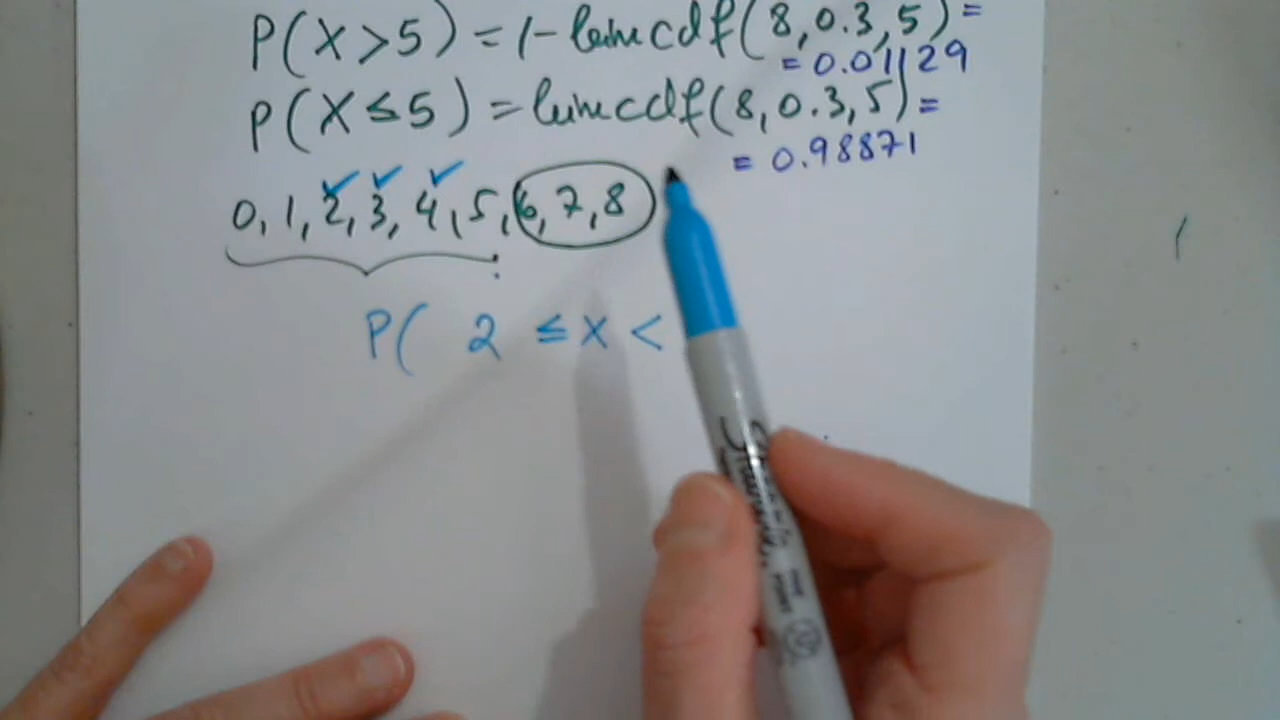 P(X>5) = 1-binomcdf(8,0.3,5) =
= 0.01129
P(X≤5) = binomcdf(8,0.3,5) =
= 0.98871
0, 1, 2, 3, 4, 5, 6, 7, 8
P( 2 ≤ x <
Sharpie